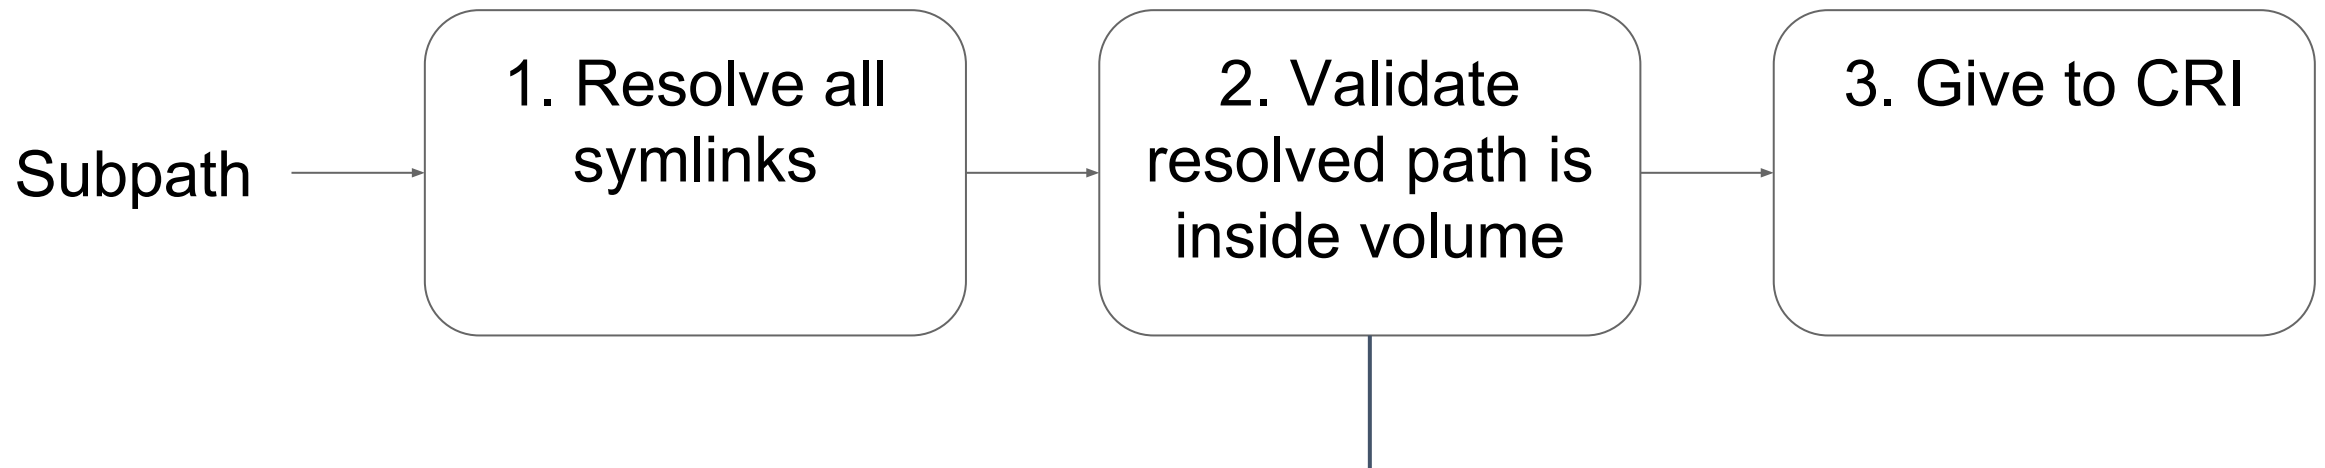 Subpath
1. Resolve all
symlinks
2. Validate
resolved path is
inside volume
3. Give to CRI